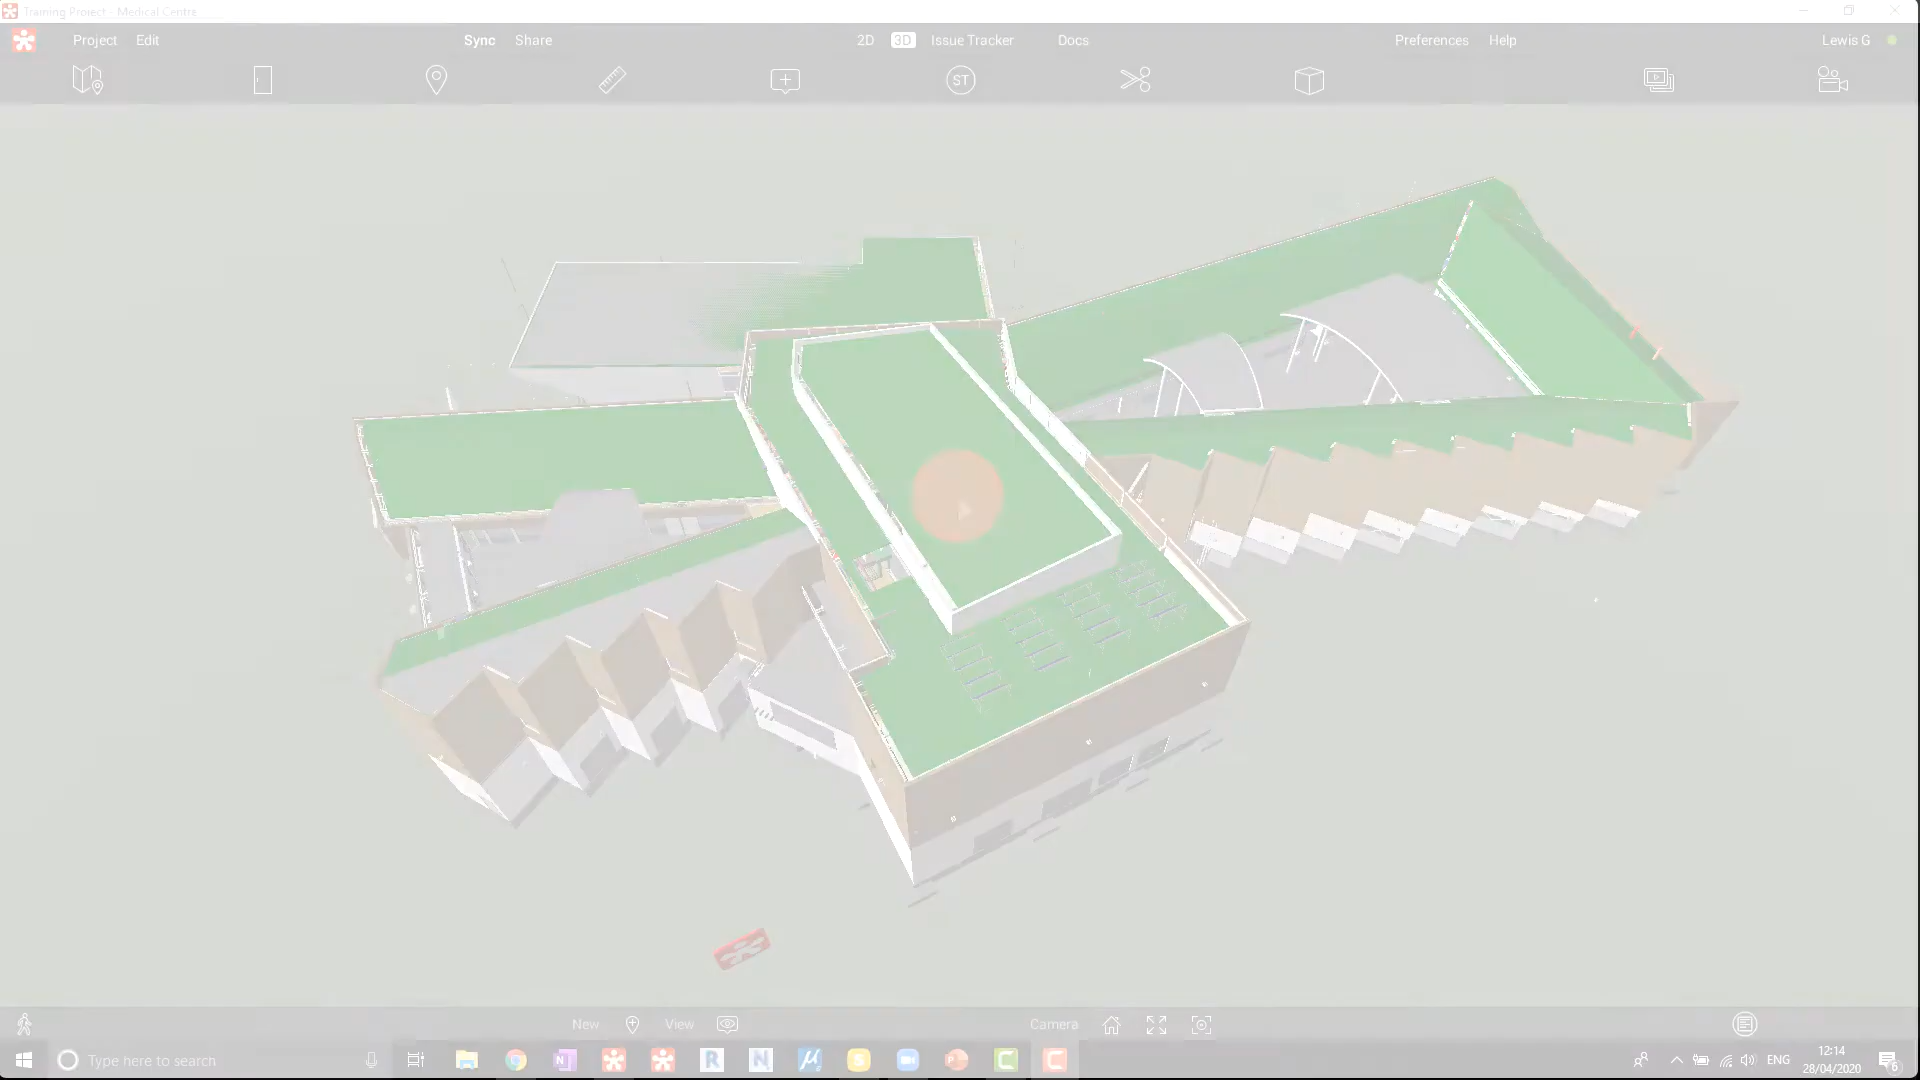 Training Project - Medical Centre
Project Edit Sync Share 2D 3D Issue Tracker Docs Preferences Help Lewis G
ST
New View Camera
Type here to search
ENG
12:14
28/04/2020
6